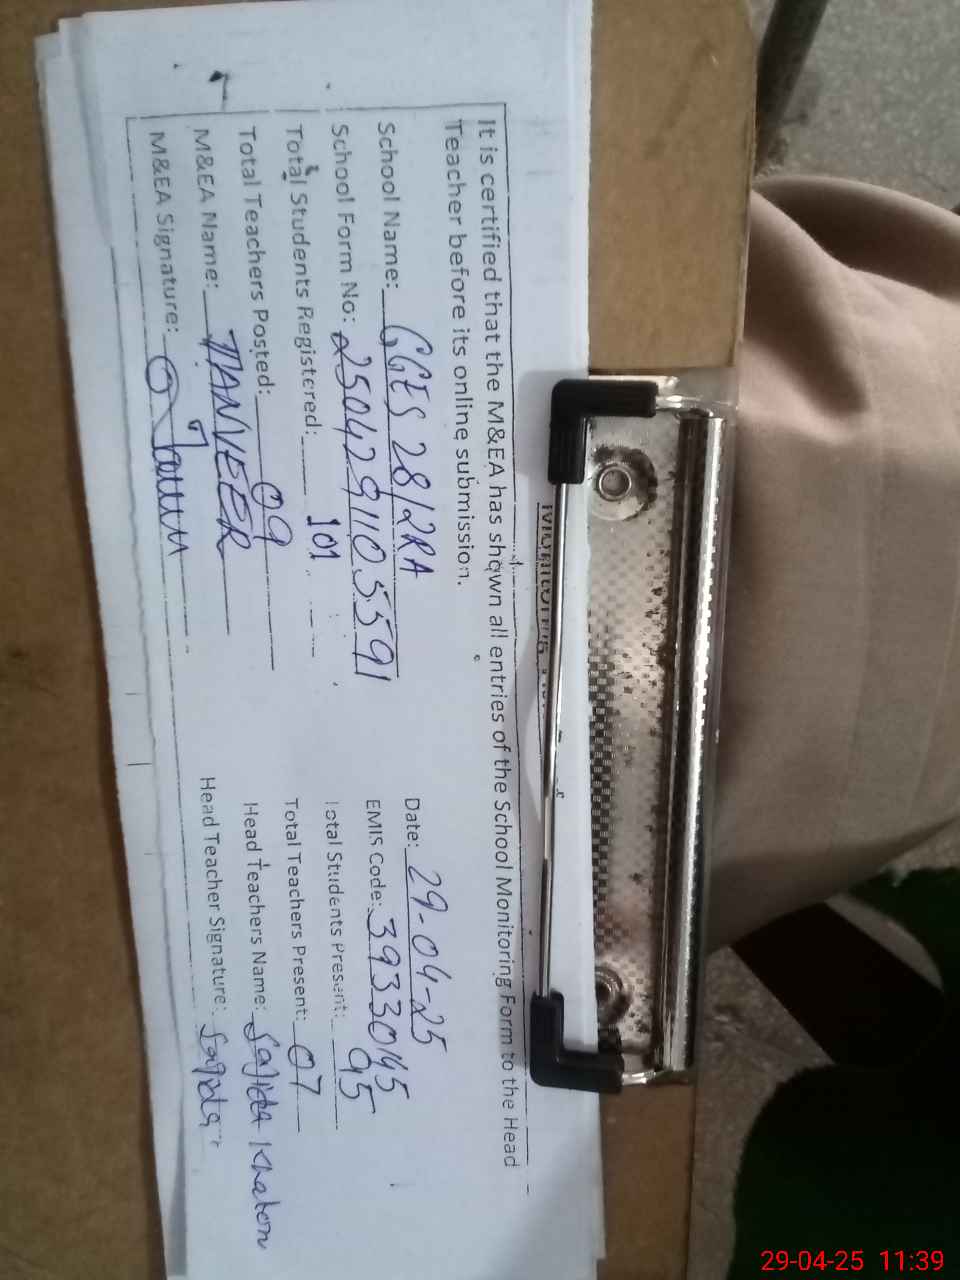 It is certified that the M&EA has shown all entries of the School Monitoring Form to the Head
Teacher before its online submission.
School Name: GGES 28/2RA
Date: 29-04-25
School Form No: 2504291105591
EMIS Code: 3933045
Total Students Registered: 101
Total Students Present: 95
Total Teachers Posted: 09
Total Teachers Present: 07
M&EA Name: TANVEER
Head Teachers Name: Sajida Khaton
M&EA Signature:
Head Teacher Signature: Sajida
29-04-25 11:39